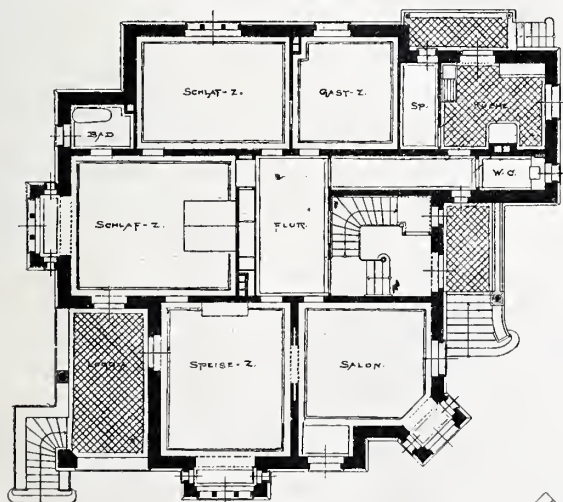 SCHLAF-Z.
GAST-Z.
SP.
KÜCHE
BAD
W.C.
SCHLAF-Z.
FLUR.
LOGGIA
SPEISE-Z.
SALON.